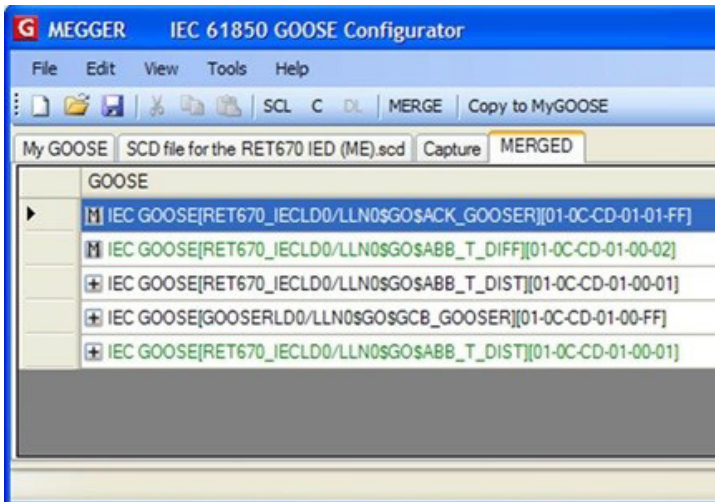 G MEGGER IEC 61850 GOOSE Configurator
File Edit View Tools Help
SCL C DL MERGE Copy to MyGOOSE
My GOOSE SCD file for the RET670 IED (ME).scd Capture MERGED
GOOSE
M IEC GOOSE[RET670_IECLD0/LLN0$GO$ACK_GOOSER][01-0C-CD-01-01-FF]
M IEC GOOSE[RET670_IECLD0/LLN0$GO$ABB_T_DIFF][01-0C-CD-01-00-02]
IEC GOOSE[RET670_IECLD0/LLN0$GO$ABB_T_DIST][01-0C-CD-01-00-01]
IEC GOOSE[GOOSERLD0/LLN0$GO$GCB_GOOSER][01-0C-CD-01-00-FF]
IEC GOOSE[RET670_IECLD0/LLN0$GO$ABB_T_DIST][01-0C-CD-01-00-01]